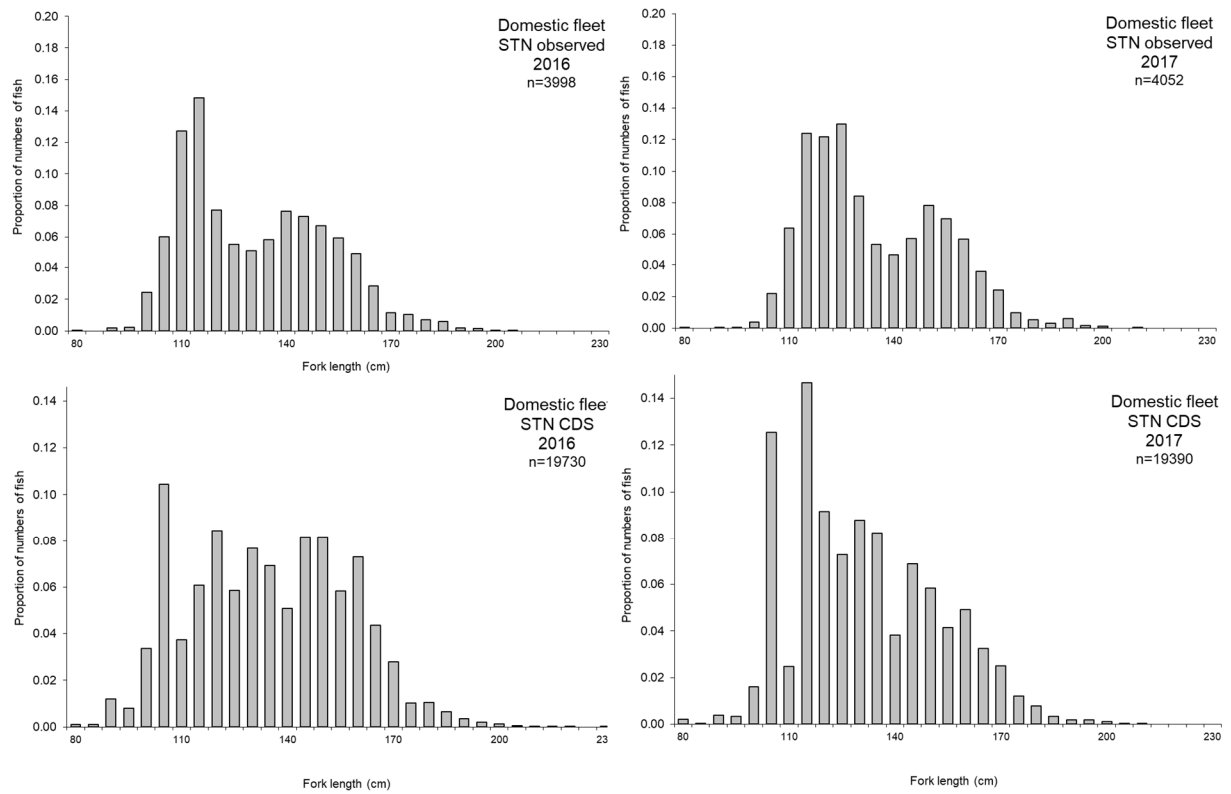 0.20
0.18
0.16
0.14
0.12
0.10
0.08
0.06
0.04
0.02
0.00
Proportion of numbers of fish
80 110 140 170 200 230
Fork length (cm)
Domestic fleet
STN observed
2016
n=3998
0.20
0.18
0.16
0.14
0.12
0.10
0.08
0.06
0.04
0.02
0.00
Proportion of numbers of fish
80 110 140 170 200 230
Domestic fleet
STN observed
2017
n=4052
0.14
0.12
0.10
0.08
0.06
0.04
0.02
0.00
Proportion of numbers of fish
80 110 140 170 200 23
Fork length (cm)
Domestic flee
STN CDS
2016
n=19730
0.14
0.12
0.10
0.08
0.06
0.04
0.02
0.00
Proportion of numbers of fish
80 110 140 170 200 230
Fork length (cm)
Domestic fleet
STN CDS
2017
n=19390